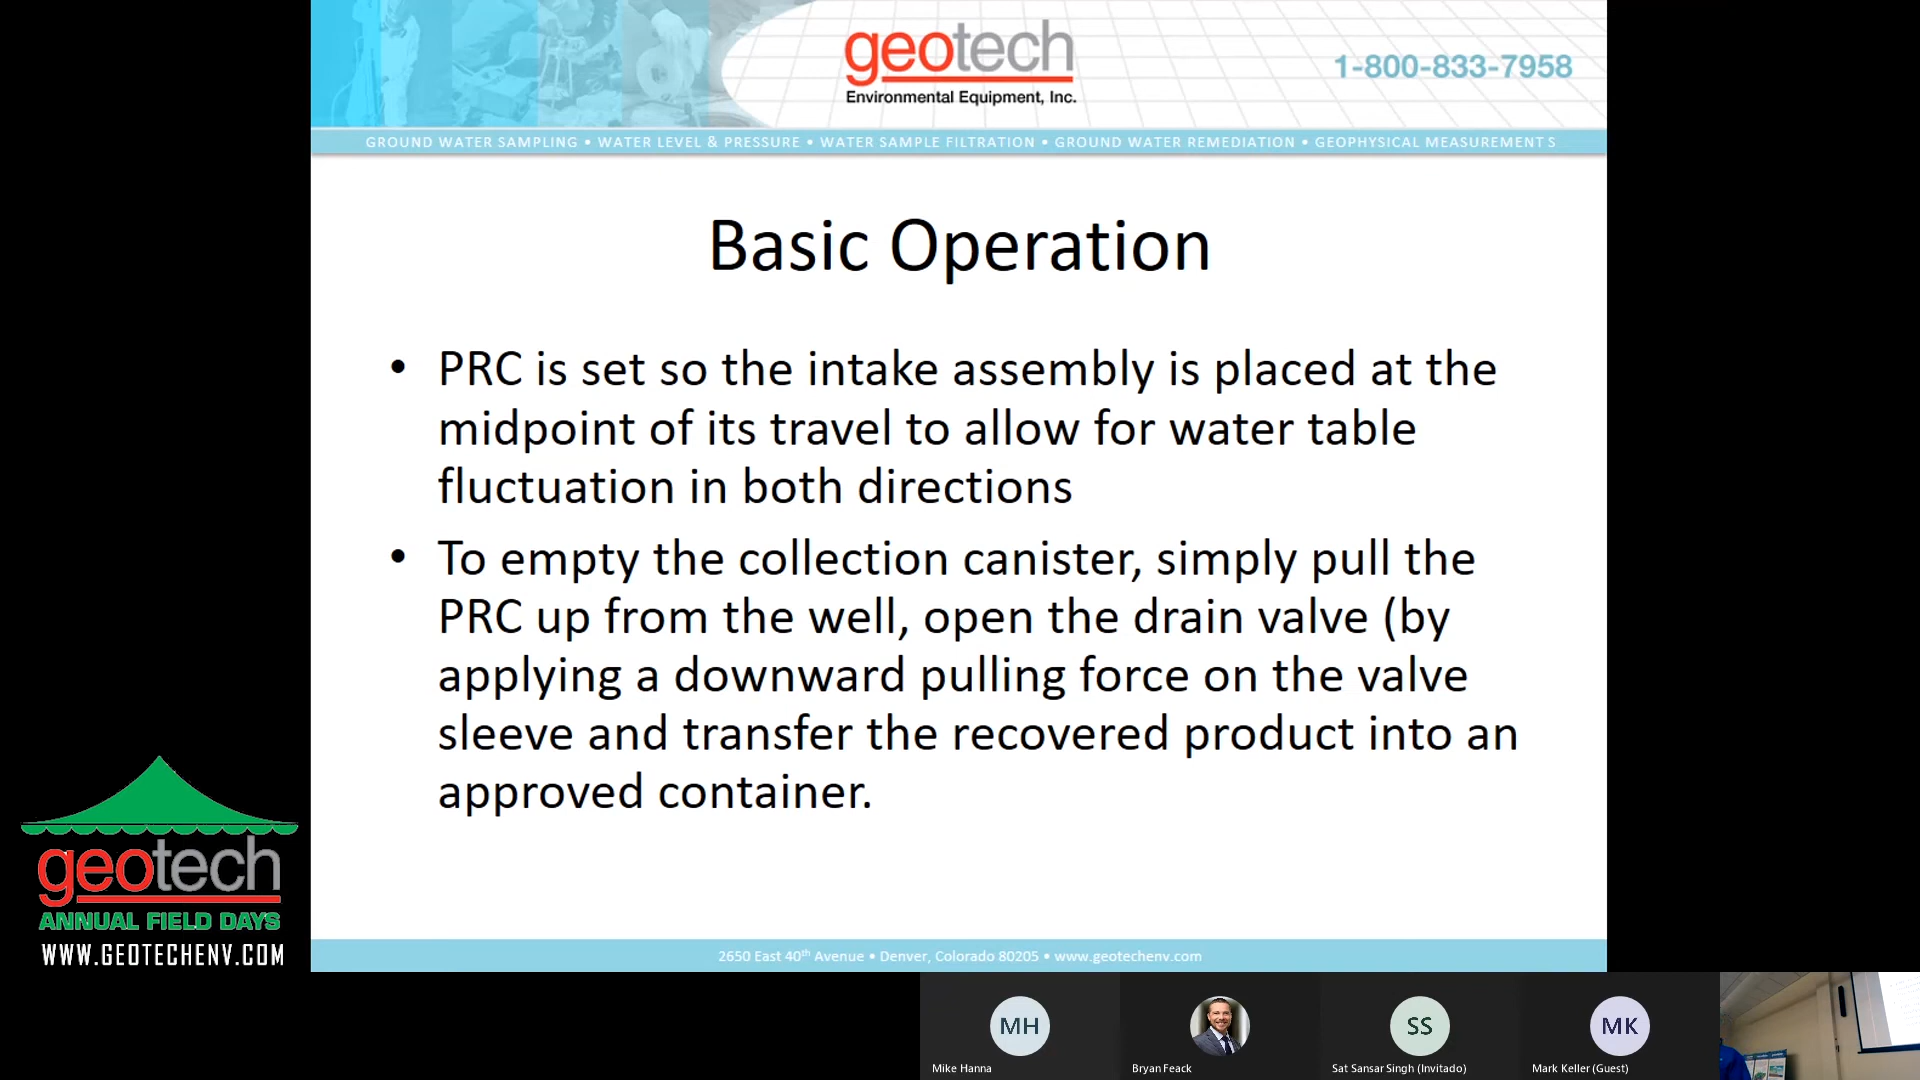 geotech
Environmental Equipment, Inc.
1-800-833-7958
GROUND WATER SAMPLING • WATER LEVEL & PRESSURE • WATER SAMPLE FILTRATION • GROUND WATER REMEDIATION • GEOPHYSICAL MEASUREMENTS
Basic Operation
• PRC is set so the intake assembly is placed at the
midpoint of its travel to allow for water table
fluctuation in both directions
• To empty the collection canister, simply pull the
PRC up from the well, open the drain valve (by
applying a downward pulling force on the valve
sleeve and transfer the recovered product into an
approved container.
geotech
ANNUAL FIELD DAYS
WWW.GEOTECHENV.COM
2650 East 40th Avenue • Denver, Colorado 80205 • www.geotechenv.com
MH
SS
MK
Mike Hanna
Bryan Feack
Sat Sansar Singh (Invitado)
Mark Keller (Guest)